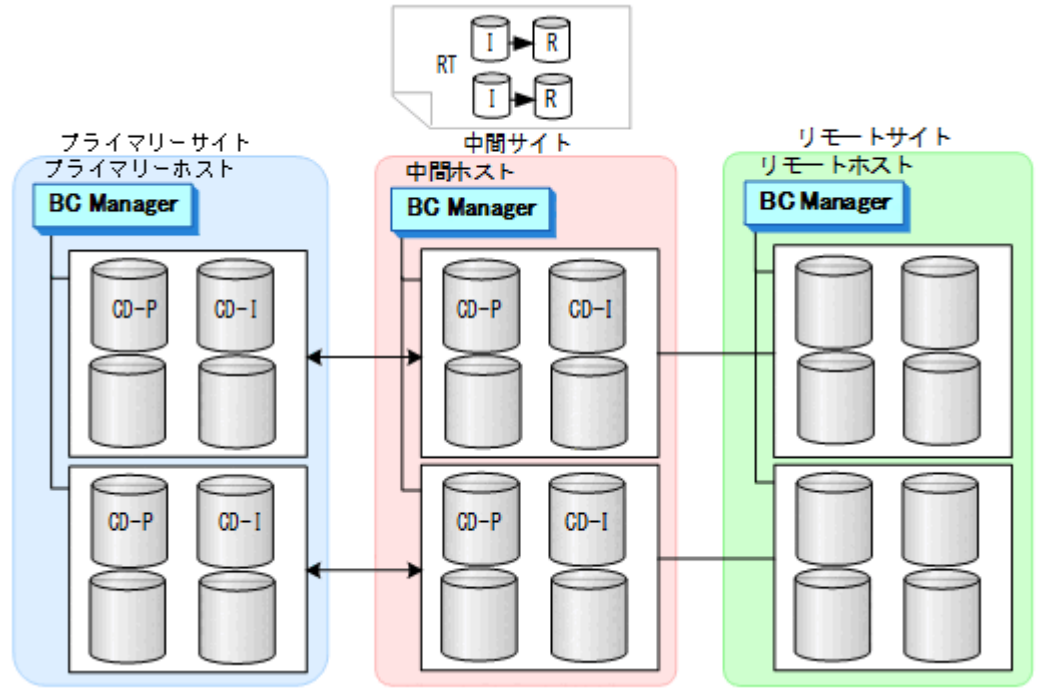 I R
RT
I R
プライマリーサイト 中間サイト リモートサイト
プライマリーホスト 中間ホスト リモートホスト
BC Manager BC Manager BC Manager
CD-P CD-I CD-P CD-I
CD-P CD-I CD-P CD-I